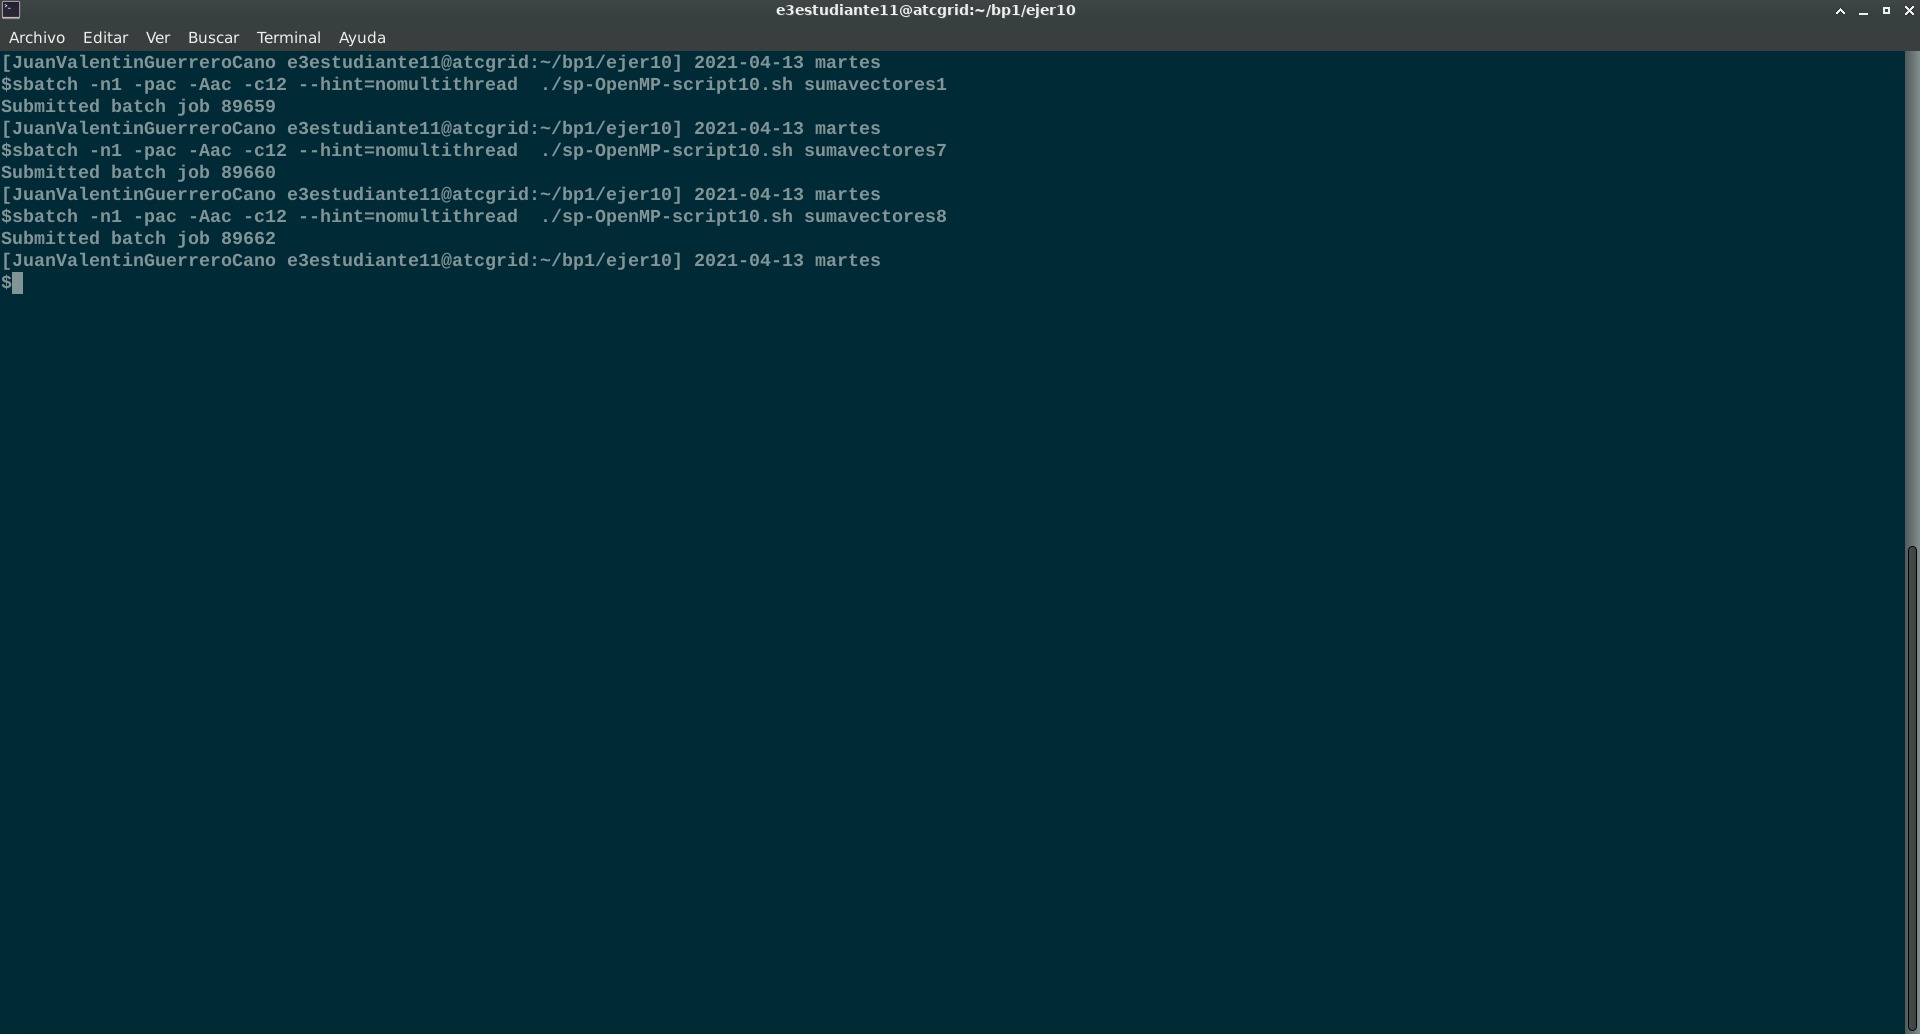 e3estudiante11@atcgrid:~/bp1/ejer10
Archivo Editar Ver Buscar Terminal Ayuda
[JuanValentinGuerreroCano e3estudiante11@atcgrid:~/bp1/ejer10] 2021-04-13 martes
$sbatch -n1 -pac -Aac -c12 --hint=nomultithread  ./sp-OpenMP-script10.sh sumavectores1
Submitted batch job 89659
[JuanValentinGuerreroCano e3estudiante11@atcgrid:~/bp1/ejer10] 2021-04-13 martes
$sbatch -n1 -pac -Aac -c12 --hint=nomultithread  ./sp-OpenMP-script10.sh sumavectores7
Submitted batch job 89660
[JuanValentinGuerreroCano e3estudiante11@atcgrid:~/bp1/ejer10] 2021-04-13 martes
$sbatch -n1 -pac -Aac -c12 --hint=nomultithread  ./sp-OpenMP-script10.sh sumavectores8
Submitted batch job 89662
[JuanValentinGuerreroCano e3estudiante11@atcgrid:~/bp1/ejer10] 2021-04-13 martes
$